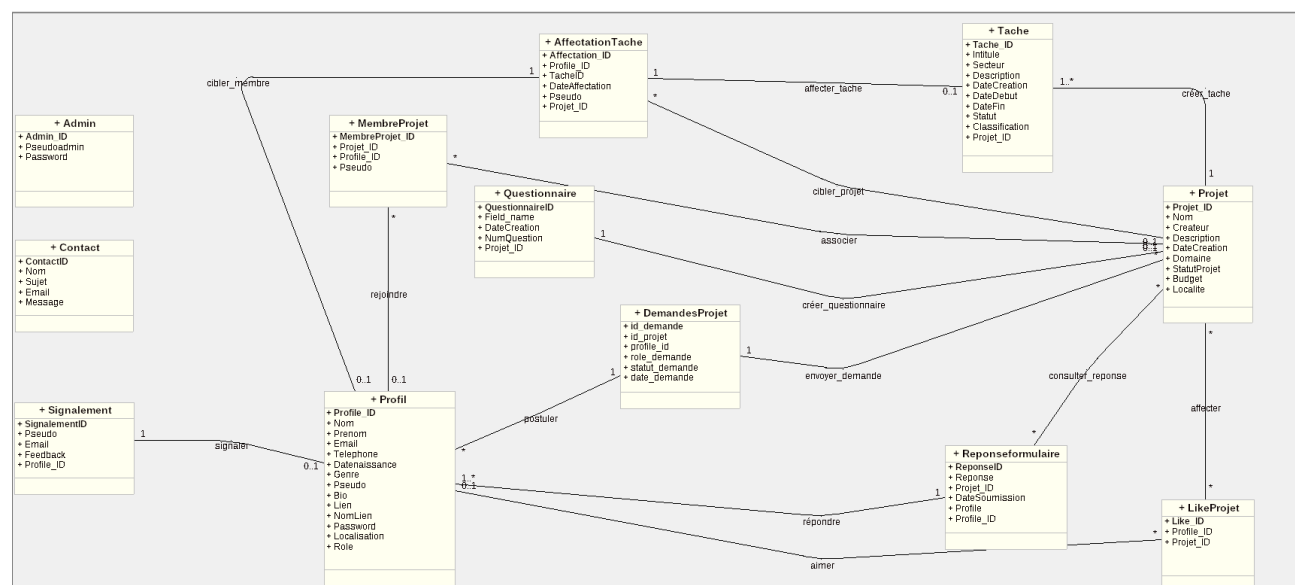 + AffectationTache
+ Affectation_ID
+ Profile_ID
+ TacheID
+ DateAffectation
+ Pseudo
+ Projet_ID
+ Tache
+ Tache_ID
+ Intitule
+ Secteur
+ Description
+ DateCreation
+ DateDebut
+ DateFin
+ Statut
+ Classification
+ Projet_ID
cibler_membre
1
1
affecter_tache
0..1
1..*
créer_tache
1
*
cibler_projet
+ Admin
+ Admin_ID
+ Pseudoadmin
+ Password
+ MembreProjet
+ MembreProjet_ID
+ Projet_ID
+ Profile_ID
+ Pseudo
*
*
associer
+ Questionnaire
+ QuestionnaireID
+ Field_name
+ DateCreation
+ NumQuestion
+ Projet_ID
1
créer_questionnaire
+ Projet
+ Projet_ID
+ Nom
+ Createur
+ Description
+ DateCreation
+ Domaine
+ StatutProjet
+ Budget
+ Localite
0..1
0..1
*
*
*
+ Contact
+ ContactID
+ Nom
+ Sujet
+ Email
+ Message
rejoindre
+ DemandesProjet
+ id_demande
+ id_projet
+ profile_id
+ role_demande
+ statut_demande
+ date_demande
1
1
envoyer_demande
postuler
consulter_reponse
affecter
0..1
0..1
+ Signalement
+ SignalementID
+ Pseudo
+ Email
+ Feedback
+ Profile_ID
1
signaler
0..1
+ Profil
+ Profile_ID
+ Nom
+ Prenom
+ Email
+ Telephone
+ Datenaissance
+ Genre
+ Pseudo
+ Bio
+ Lien
+ NomLien
+ Password
+ Localisation
+ Role
*
1..*
0..1
répondre
aimer
*
1
+ Reponseformulaire
+ ReponseID
+ Reponse
+ Projet_ID
+ DateSoumission
+ Profile
+ Profile_ID
*
*
+ LikeProjet
+ Like_ID
+ Profile_ID
+ Projet_ID